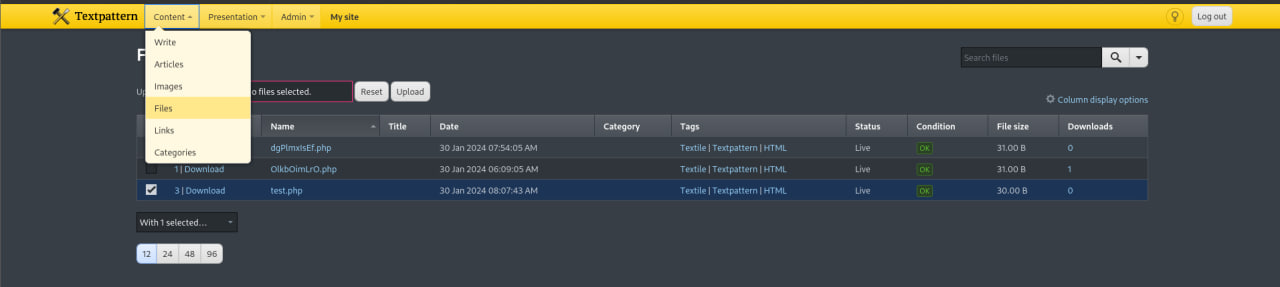 Textpattern Content Presentation Admin My site Log out
Write
F
Search files
Articles
Images
Up o files selected. Reset Upload
Files
Column display options
Links
Name Title Date Category Tags Status Condition File size Downloads
Categories
dgPlmxIsEf.php 30 Jan 2024 07:54:05 AM Textile | Textpattern | HTML Live OK 31.00 B 0
1 | Download OlkbOimLrO.php 30 Jan 2024 06:09:05 AM Textile | Textpattern | HTML Live OK 31.00 B 1
3 | Download test.php 30 Jan 2024 08:07:43 AM Textile | Textpattern | HTML Live OK 30.00 B 0
With 1 selected...
12 24 48 96